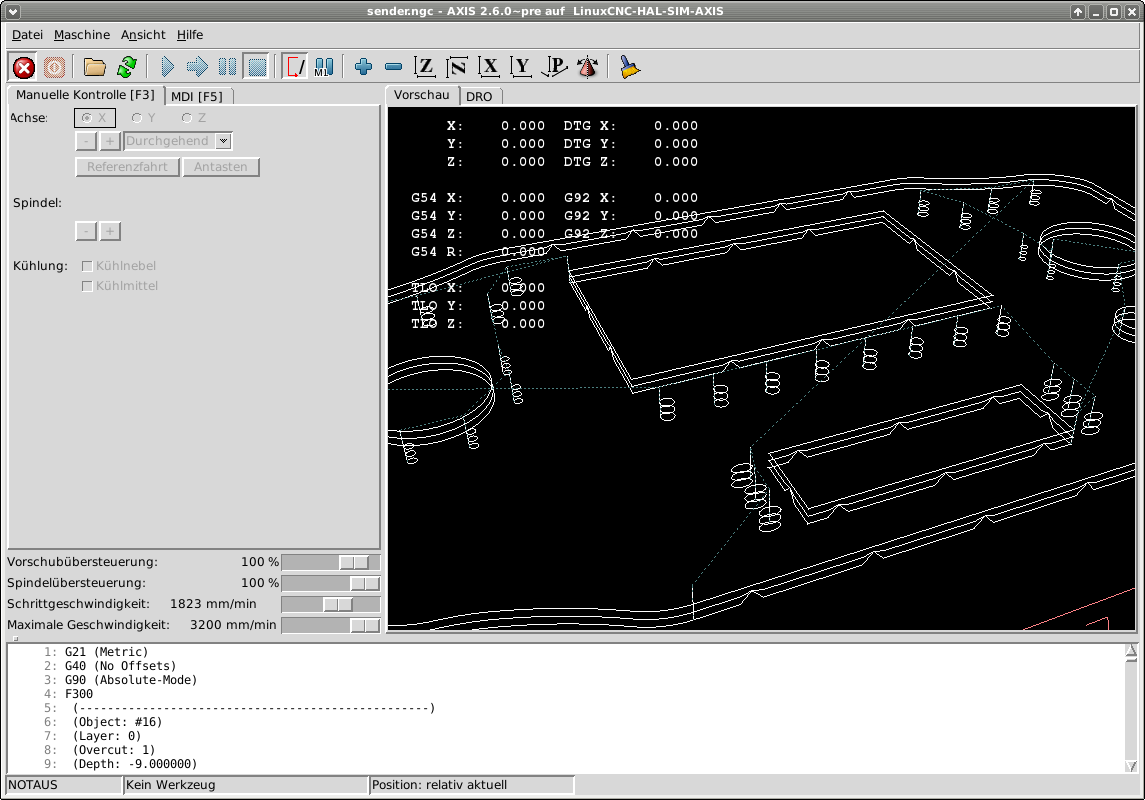 sender.ngc - AXIS 2.6.0~pre auf LinuxCNC-HAL-SIM-AXIS
Datei Maschine Ansicht Hilfe
M1 Z N X Y P
Manuelle Kontrolle [F3] MDI [F5]
Achse: X Y Z
- + Durchgehend
Referenzfahrt Antasten
Spindel:
- +
Kühlung: Kühlnebel
Kühlmittel
Vorschubübersteuerung: 100 %
Spindelübersteuerung: 100 %
Schrittgeschwindigkeit: 1823 mm/min
Maximale Geschwindigkeit: 3200 mm/min
Vorschau DRO
X: 0.000 DTG X: 0.000
Y: 0.000 DTG Y: 0.000
Z: 0.000 DTG Z: 0.000
G54 X: 0.000 G92 X: 0.000
G54 Y: 0.000 G92 Y: 0.000
G54 Z: 0.000 G92 Z: 0.000
G54 R: 0.000
TLO X: 0.000
TLO Y: 0.000
TLO Z: 0.000
1: G21 (Metric)
2: G40 (No Offsets)
3: G90 (Absolute-Mode)
4: F300
5: (-------------------------------------------------)
6: (Object: #16)
7: (Layer: 0)
8: (Overcut: 1)
9: (Depth: -9.000000)
NOTAUS Kein Werkzeug Position: relativ aktuell